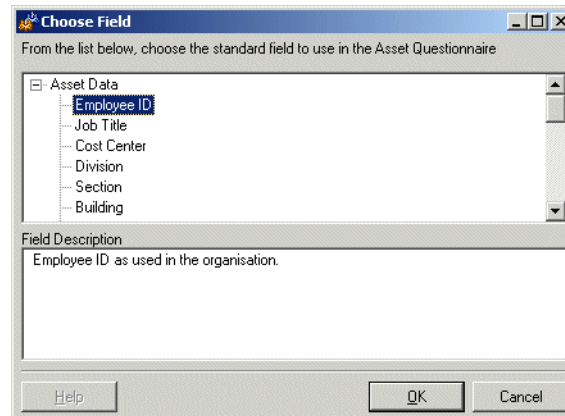 Choose Field
From the list below, choose the standard field to use in the Asset Questionnaire
Asset Data
Employee ID
Job Title
Cost Center
Division
Section
Building
Field Description
Employee ID as used in the organisation.
Help
OK
Cancel